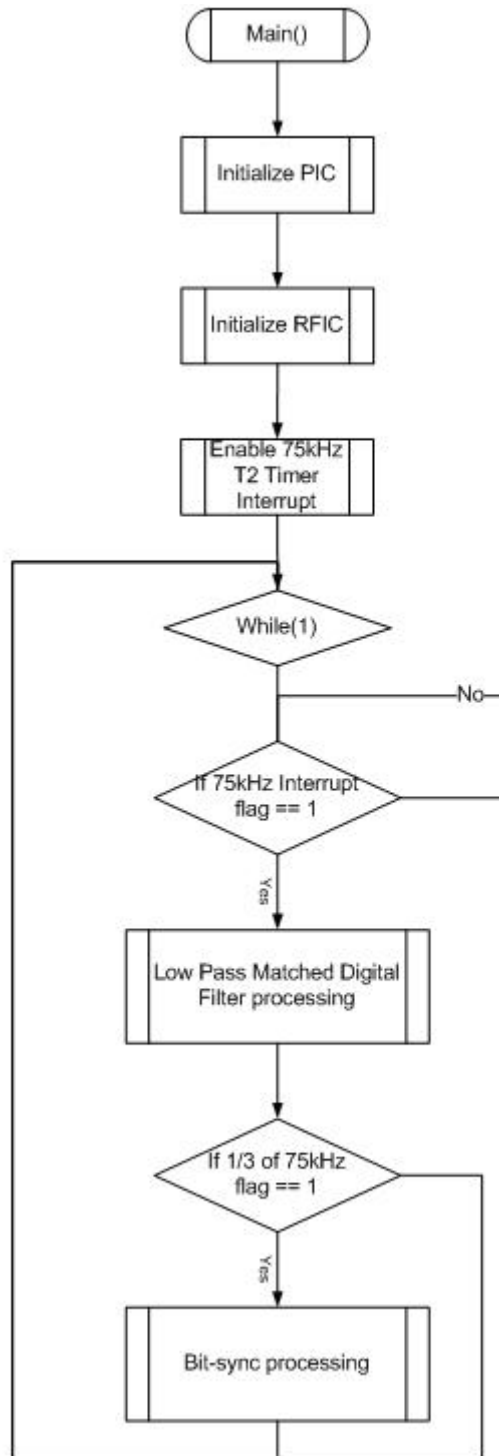 Main()
Initialize PIC
Initialize RFIC
Enable 75kHz
T2 Timer
Interrupt
While(1)
No
If 75kHz Interrupt
flag == 1
Yes
Low Pass Matched Digital
Filter processing
If 1/3 of 75kHz
flag == 1
Yes
Bit-sync processing